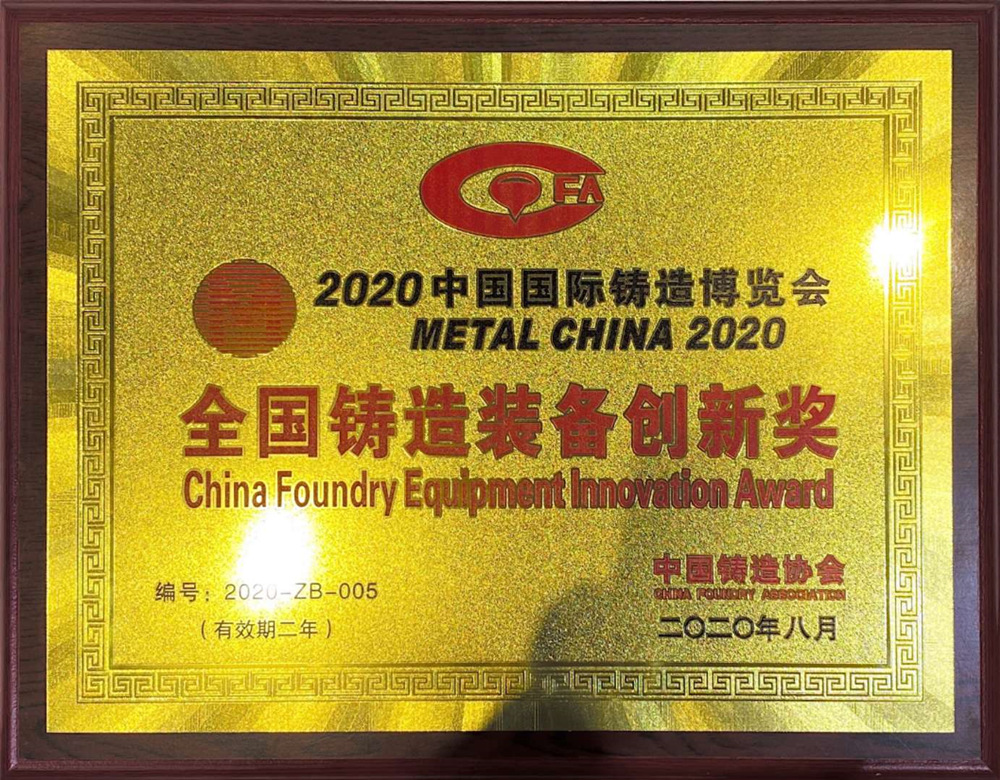 CFA
2020中国国际铸造博览会
METAL CHINA 2020
全国铸造装备创新奖
China Foundry Equipment Innovation Award
编号：2020-ZB-005
（有效期二年）
中国铸造协会
CHINA FOUNDRY ASSOCIATION
二〇二〇年八月